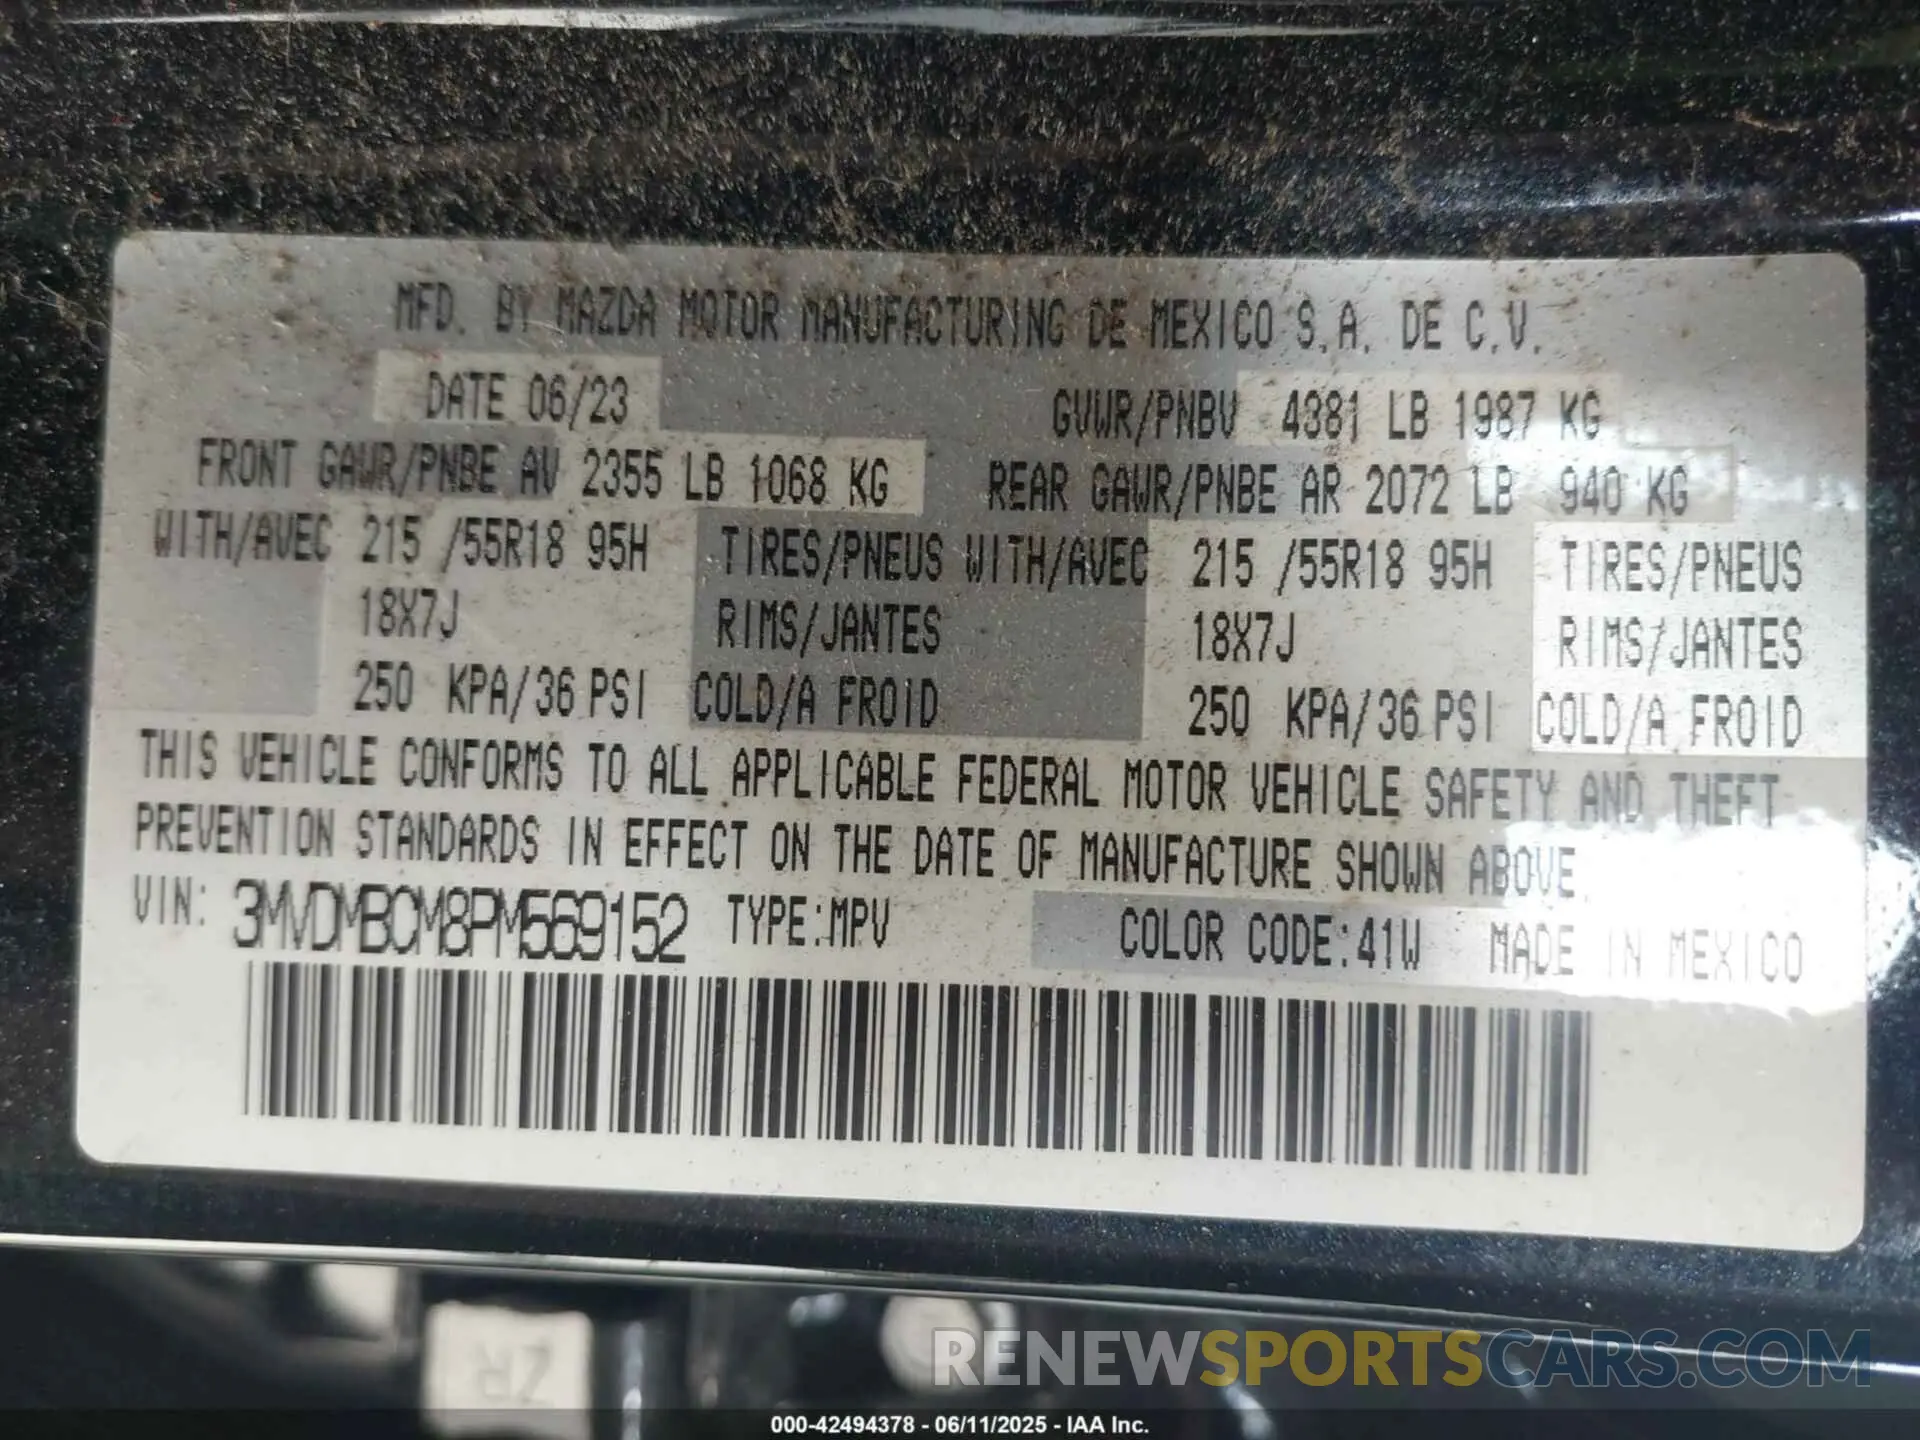 MFD. BY MAZDA MOTOR MANUFACTURING DE MEXICO S.A. DE C.V.
DATE 06/23 GVWR/PNBV 4381 LB 1987 KG
FRONT GAWR/PNBE AV 2355 LB 1068 KG REAR GAWR/PNBE AR 2072 LB 940 KG
WITH/AVEC 215 /55R18 95H TIRES/PNEUS WITH/AVEC 215 /55R18 95H TIRES/PNEUS
18X7J RIMS/JANTES 18X7J RIMS/JANTES
250 KPA/36 PSI COLD/A FROID 250 KPA/36 PSI COLD/A FROID
THIS VEHICLE CONFORMS TO ALL APPLICABLE FEDERAL MOTOR VEHICLE SAFETY AND THEFT
PREVENTION STANDARDS IN EFFECT ON THE DATE OF MANUFACTURE SHOWN ABOVE.
VIN: 3MVDMBCM8PM569152 TYPE:MPV COLOR CODE:41W MADE IN MEXICO
ZR
RENEWSPORTSCARS.COM
000-42494378 - 06/11/2025 - IAA Inc.